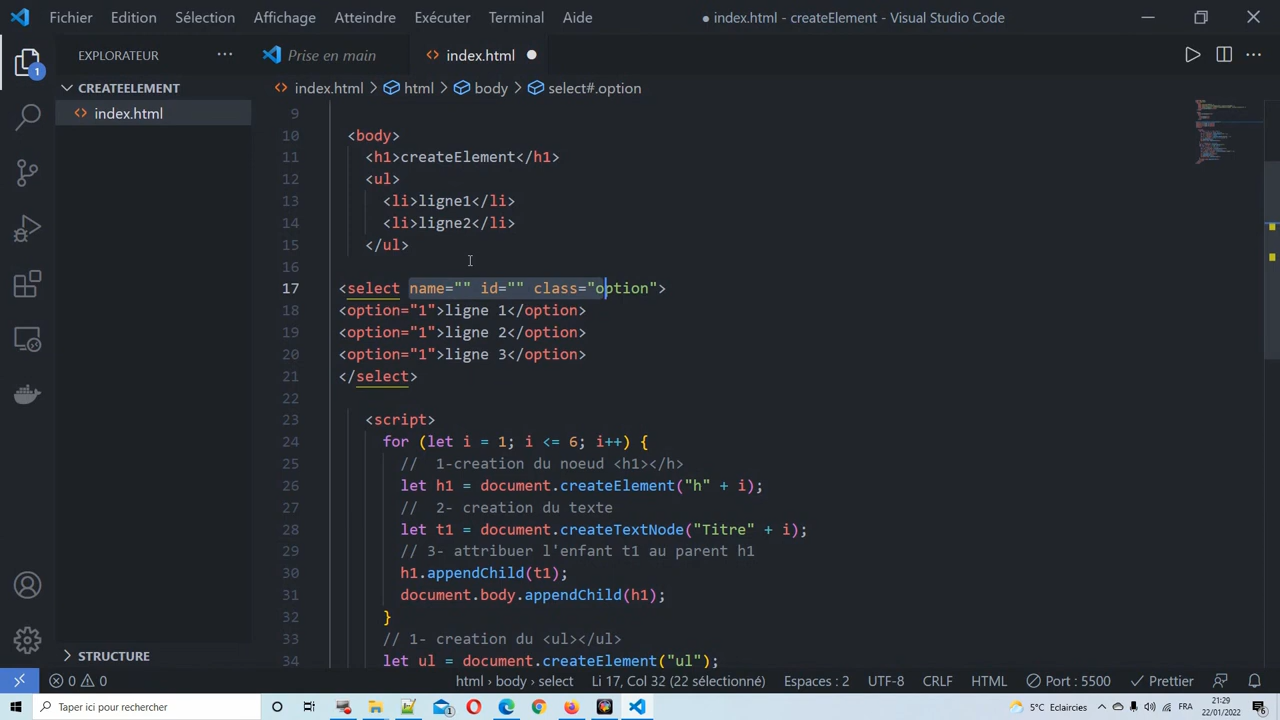 Fichier Edition Sélection Affichage Atteindre Exécuter Terminal Aide
● index.html - createElement - Visual Studio Code
EXPLORATEUR ···
Prise en main
<> index.html ●
CREATEELEMENT
<> index.html
<> index.html > html > body > select#.option
9
10 <body>
11 <h1>createElement</h1>
12 <ul>
13 <li>ligne1</li>
14 <li>ligne2</li>
15 </ul>
16
17 <select name="" id="" class="option">
18 <option="1">ligne 1</option>
19 <option="1">ligne 2</option>
20 <option="1">ligne 3</option>
21 </select>
22
23 <script>
24 for (let i = 1; i <= 6; i++) {
25 // 1-creation du noeud <h1></h>
26 let h1 = document.createElement("h" + i);
27 // 2- creation du texte
28 let t1 = document.createTextNode("Titre" + i);
29 // 3- attribuer l'enfant t1 au parent h1
30 h1.appendChild(t1);
31 document.body.appendChild(h1);
32 }
33 // 1- creation du <ul></ul>
34 let ul = document.createElement("ul");
1
STRUCTURE
0 0
html › body › select
Li 17, Col 32 (22 sélectionné)
Espaces : 2
UTF-8
CRLF
HTML
Port : 5500
Prettier
Taper ici pour rechercher
1
5°C Eclaircies
FRA
21:29
22/01/2022